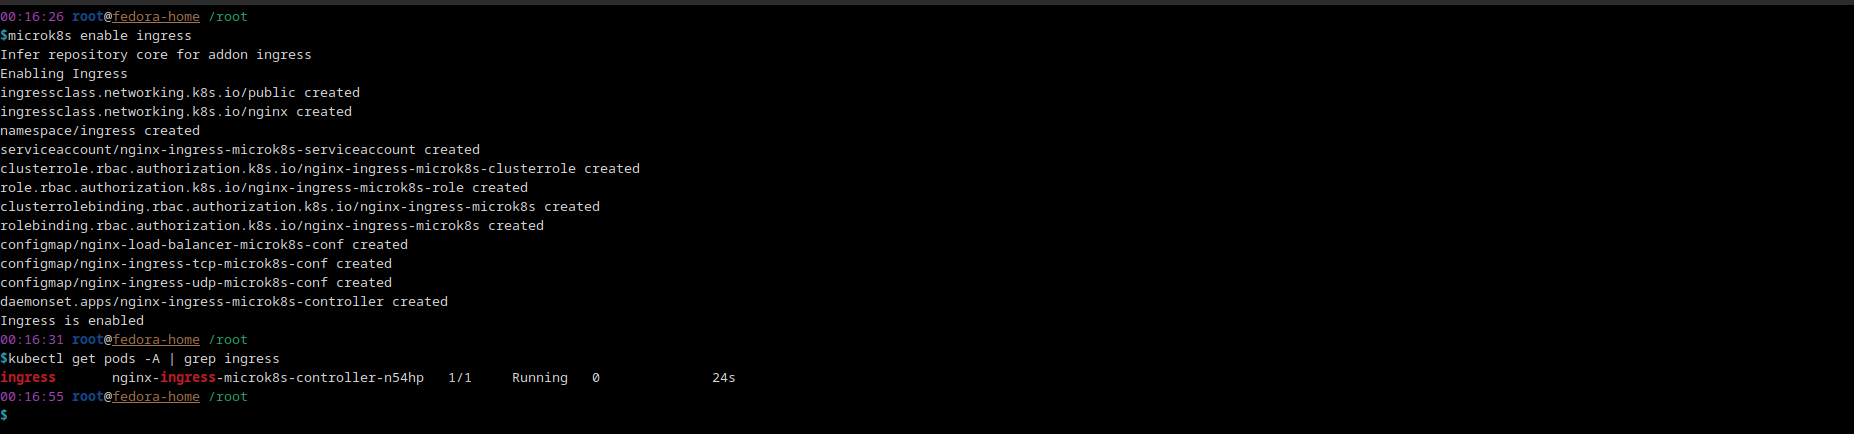 00:16:26 root@fedora-home /root
$microk8s enable ingress
Infer repository core for addon ingress
Enabling Ingress
ingressclass.networking.k8s.io/public created
ingressclass.networking.k8s.io/nginx created
namespace/ingress created
serviceaccount/nginx-ingress-microk8s-serviceaccount created
clusterrole.rbac.authorization.k8s.io/nginx-ingress-microk8s-clusterrole created
role.rbac.authorization.k8s.io/nginx-ingress-microk8s-role created
clusterrolebinding.rbac.authorization.k8s.io/nginx-ingress-microk8s created
rolebinding.rbac.authorization.k8s.io/nginx-ingress-microk8s created
configmap/nginx-load-balancer-microk8s-conf created
configmap/nginx-ingress-tcp-microk8s-conf created
configmap/nginx-ingress-udp-microk8s-conf created
daemonset.apps/nginx-ingress-microk8s-controller created
Ingress is enabled
00:16:31 root@fedora-home /root
$kubectl get pods -A | grep ingress
ingress       nginx-ingress-microk8s-controller-n54hp   1/1     Running   0              24s
00:16:55 root@fedora-home /root
$